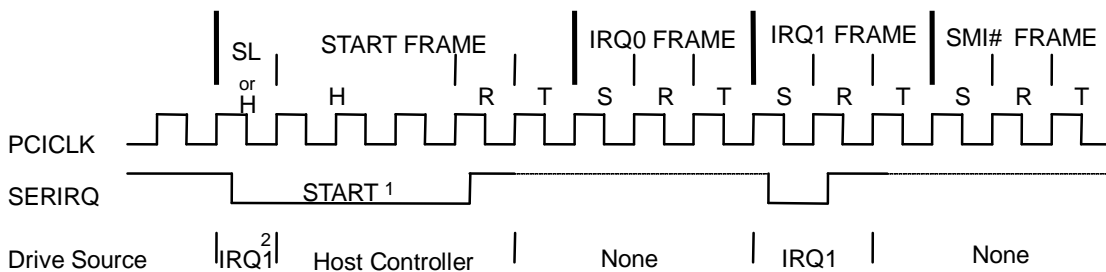 SL START FRAME IRQ0 FRAME IRQ1 FRAME SMI# FRAME
or
H H R T S R T S R T S R T
PCICLK
SERIRQ START 1
Drive Source IRQ1 2 Host Controller None IRQ1 None